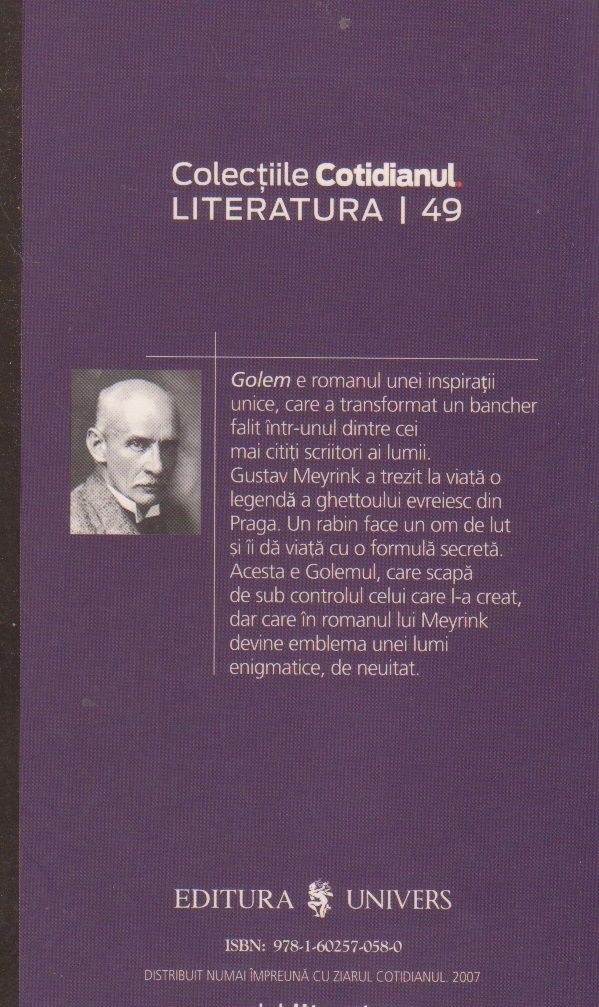 Colecțiile Cotidianul.
LITERATURA | 49
Golem e romanul unei inspirații
unice, care a transformat un bancher
falit într-unul dintre cei
mai citiți scriitori ai lumii.
Gustav Meyrink a trezit la viață o
legendă a ghettoului evreiesc din
Praga. Un rabin face un om de lut
și îi dă viață cu o formulă secretă.
Acesta e Golemul, care scapă
de sub controlul celui care l-a creat,
dar care în romanul lui Meyrink
devine emblema unei lumi
enigmatice, de neuitat.
EDITURA UNIVERS
ISBN: 978-1-60257-058-0
DISTRIBUIT NUMAI ÎMPREUNĂ CU ZIARUL COTIDIANUL. 2007